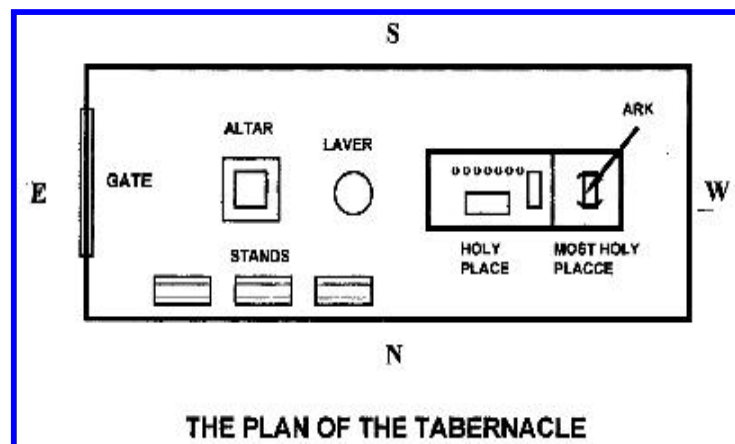 S
ARK
ALTAR
LAVER
E
GATE
W
STANDS
HOLY
PLACE
MOST HOLY
PLACCE
N
THE PLAN OF THE TABERNACLE